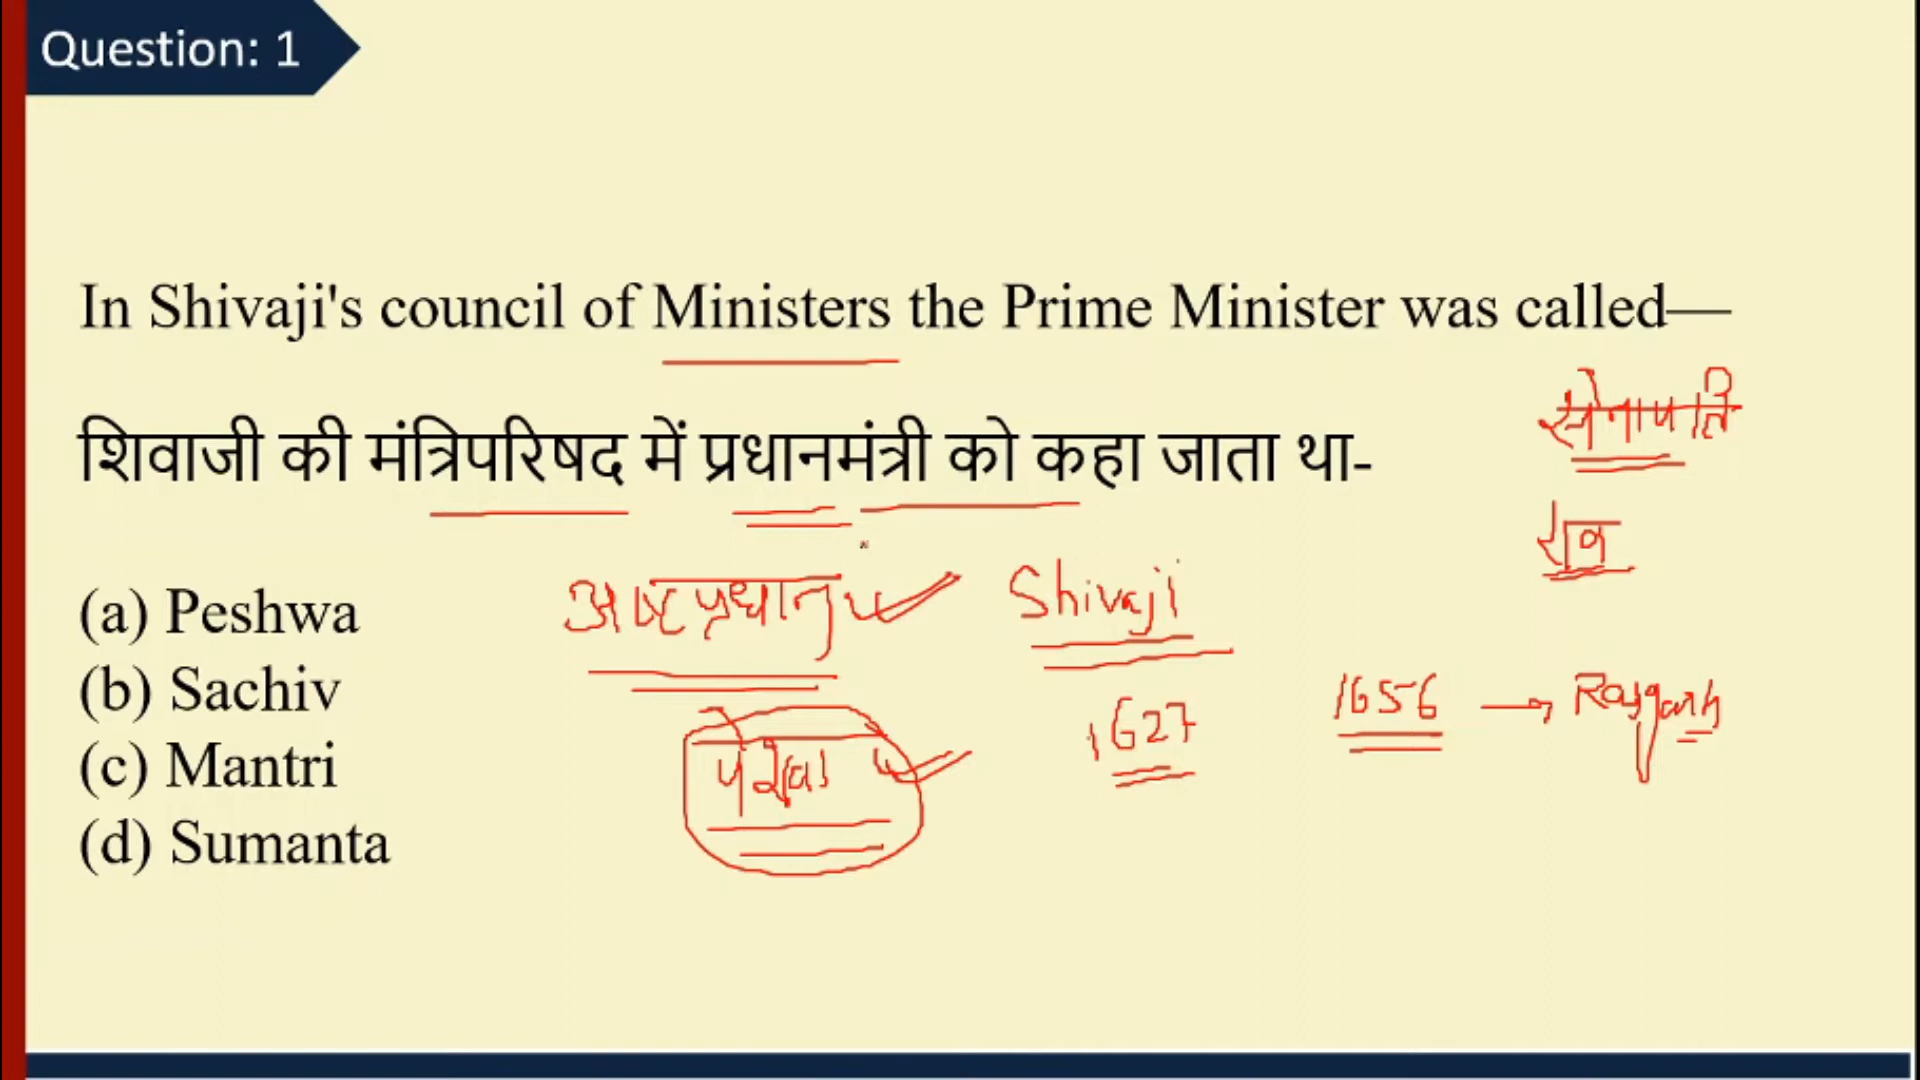 Question: 1
In Shivaji's council of Ministers the Prime Minister was called—
शिवाजी की मंत्रिपरिषद में प्रधानमंत्री को कहा जाता था-
सेनापति
(a) Peshwa
(b) Sachiv
(c) Mantri
(d) Sumanta
अष्टप्रधान
Shivaji
पेशवा
1627
1656 → Raigarh